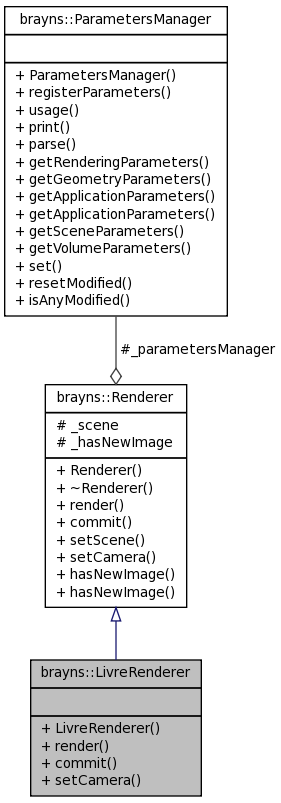 brayns::ParametersManager
+ ParametersManager()
+ registerParameters()
+ usage()
+ print()
+ parse()
+ getRenderingParameters()
+ getGeometryParameters()
+ getApplicationParameters()
+ getApplicationParameters()
+ getSceneParameters()
+ getVolumeParameters()
+ set()
+ resetModified()
+ isAnyModified()
#_parametersManager
brayns::Renderer
# _scene
# _hasNewImage
+ Renderer()
+ ~Renderer()
+ render()
+ commit()
+ setScene()
+ setCamera()
+ hasNewImage()
+ hasNewImage()
brayns::LivreRenderer
+ LivreRenderer()
+ render()
+ commit()
+ setCamera()